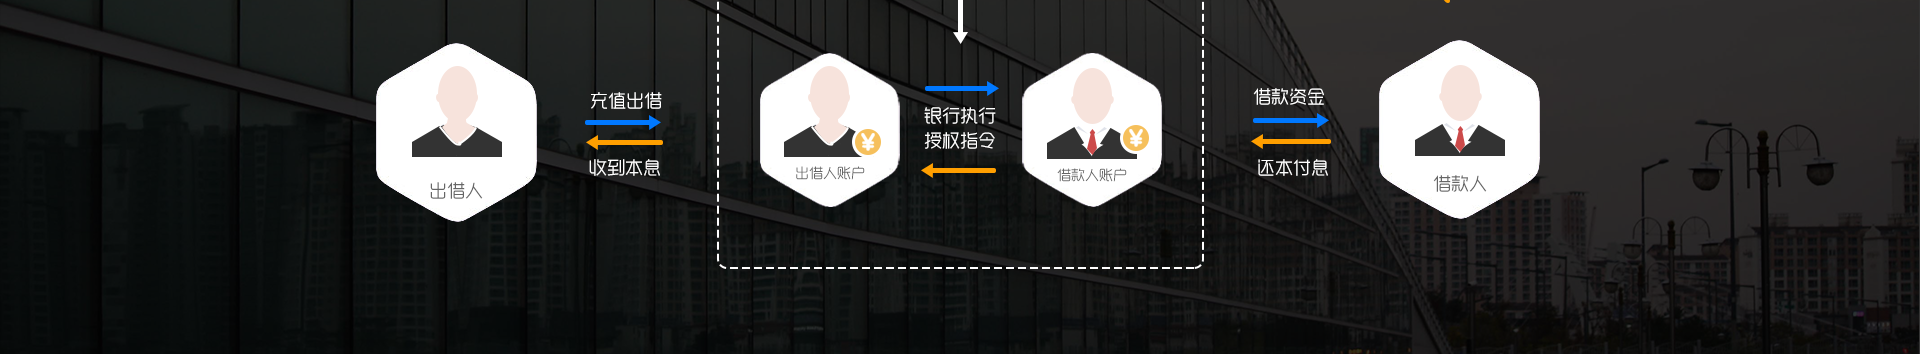 充值出借
收到本息
出借人
出借人账户
银行执行
授权指令
借款人账户
借款资金
还本付息
借款人